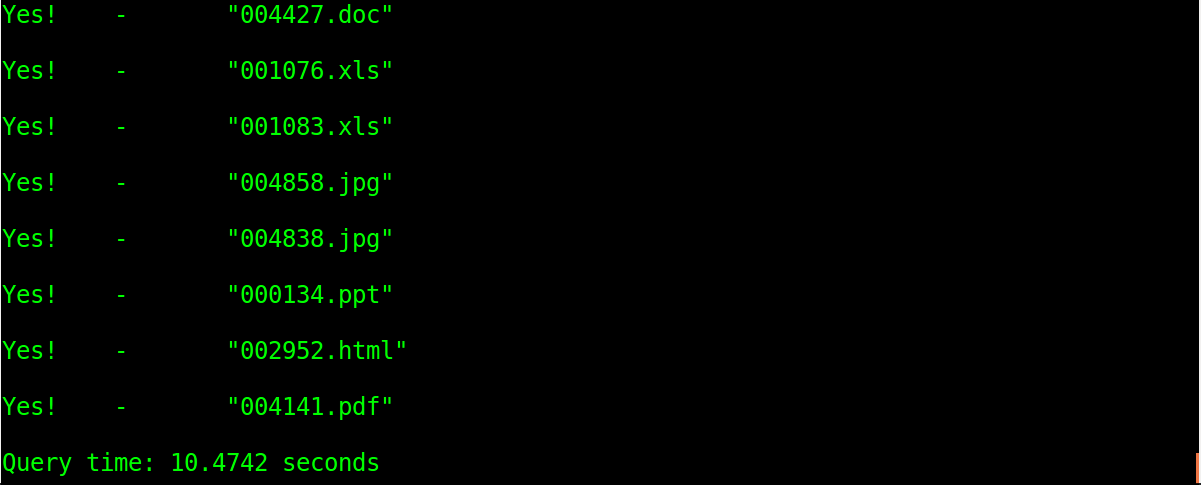 Yes!    -       "004427.doc"
Yes!    -       "001076.xls"
Yes!    -       "001083.xls"
Yes!    -       "004858.jpg"
Yes!    -       "004838.jpg"
Yes!    -       "000134.ppt"
Yes!    -       "002952.html"
Yes!    -       "004141.pdf"
Query time: 10.4742 seconds